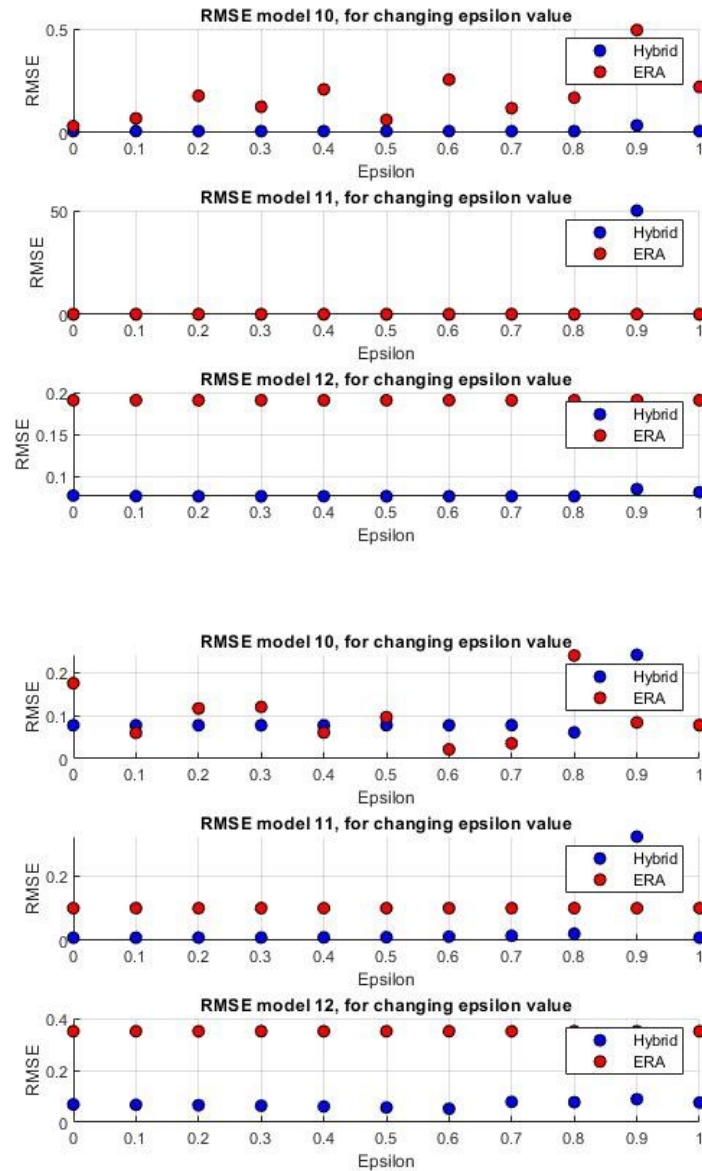 RMSE model 10, for changing epsilon value
0.5
0
RMSE
Hybrid
ERA
0 0.1 0.2 0.3 0.4 0.5 0.6 0.7 0.8 0.9 1
Epsilon
RMSE model 11, for changing epsilon value
50
0
RMSE
Hybrid
ERA
0 0.1 0.2 0.3 0.4 0.5 0.6 0.7 0.8 0.9 1
Epsilon
RMSE model 12, for changing epsilon value
0.2
0.15
0.1
RMSE
Hybrid
ERA
0 0.1 0.2 0.3 0.4 0.5 0.6 0.7 0.8 0.9 1
Epsilon
RMSE model 10, for changing epsilon value
0.2
0.1
0
RMSE
Hybrid
ERA
0 0.1 0.2 0.3 0.4 0.5 0.6 0.7 0.8 0.9 1
Epsilon
RMSE model 11, for changing epsilon value
0.2
0
RMSE
Hybrid
ERA
0 0.1 0.2 0.3 0.4 0.5 0.6 0.7 0.8 0.9 1
Epsilon
RMSE model 12, for changing epsilon value
0.4
0.2
0
RMSE
Hybrid
ERA
0 0.1 0.2 0.3 0.4 0.5 0.6 0.7 0.8 0.9 1
Epsilon